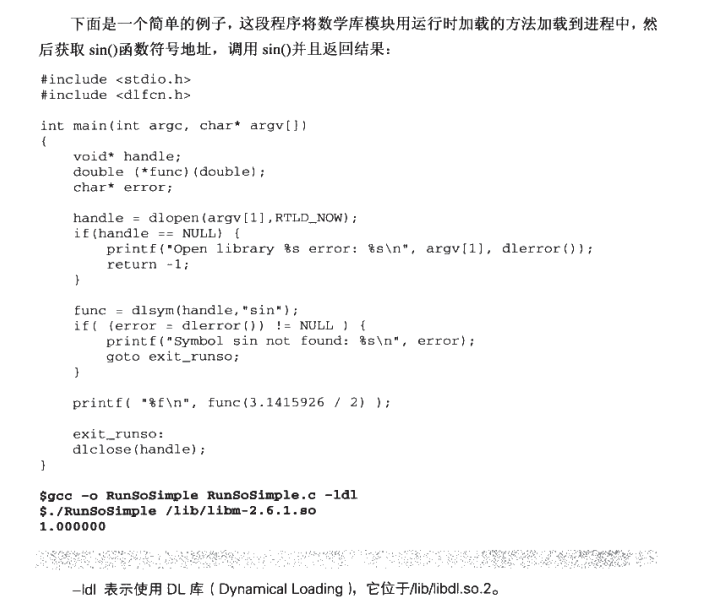 下面是一个简单的例子，这段程序将数学库模块用运行时加载的方法加载到进程中，然
后获取 sin()函数符号地址，调用 sin()并且返回结果：
#include <stdio.h>
#include <dlfcn.h>
int main(int argc, char* argv[])
{
void* handle;
double (*func)(double);
char* error;
handle = dlopen(argv[1],RTLD_NOW);
if(handle == NULL) {
printf("Open library %s error: %s\n", argv[1], dlerror());
return -1;
}
func = dlsym(handle,"sin");
if( (error = dlerror()) != NULL ) {
printf("Symbol sin not found: %s\n", error);
goto exit_runso;
}
printf( "%f\n", func(3.1415926 / 2) );
exit_runso:
dlclose(handle);
}
$gcc -o RunSoSimple RunSoSimple.c -ldl
$./RunSoSimple /lib/libm-2.6.1.so
1.000000
–ldl 表示使用 DL 库（Dynamical Loading），它位于/lib/libdl.so.2。